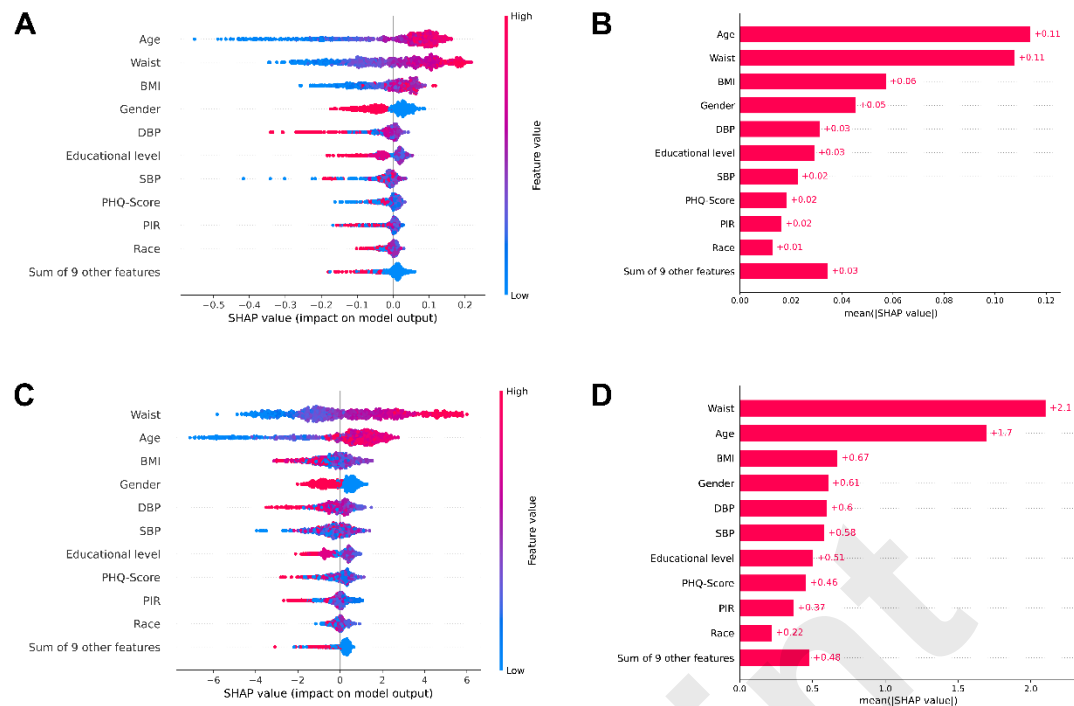 A
Age
Waist
BMI
Gender
DBP
Educational level
SBP
PHQ-Score
PIR
Race
Sum of 9 other features
−0.5 −0.4 −0.3 −0.2 −0.1 0.0 0.1 0.2
SHAP value (impact on model output)
High
Feature value
Low
B
Age +0.11
Waist +0.11
BMI +0.06
Gender +0.05
DBP +0.03
Educational level +0.03
SBP +0.02
PHQ-Score +0.02
PIR +0.02
Race +0.01
Sum of 9 other features +0.03
0.00 0.02 0.04 0.06 0.08 0.10 0.12
mean(|SHAP value|)
C
Waist
Age
BMI
Gender
DBP
SBP
Educational level
PHQ-Score
PIR
Race
Sum of 9 other features
−6 −4 −2 0 2 4 6
SHAP value (impact on model output)
High
Feature value
Low
D
Waist +2.1
Age +1.7
BMI +0.67
Gender +0.61
DBP +0.6
SBP +0.58
Educational level +0.51
PHQ-Score +0.46
PIR +0.37
Race +0.22
Sum of 9 other features +0.48
0.0 0.5 1.0 1.5 2.0
mean(|SHAP value|)
int